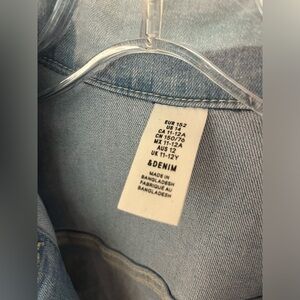 EUR 152
US 14
CA 11-12A
CN 150/76
MX 11-12A
AUS 12
UK 11-12Y
&DENIM
MADE IN
BANGLADESH
FABRIQUÉ AU
BANGLADESH